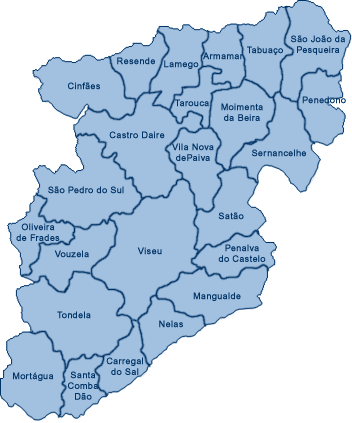 São João da
Pesqueira
Tabuaço
Armamar
Resende
Lamego
Cinfães
Tarouca
Moimenta
da Beira
Penedono
Castro Daire
Vila Nova
dePaiva
Sernancelhe
São Pedro do Sul
Satão
Oliveira
de Frades
Vouzela
Viseu
Penalva
do Castelo
Mangualde
Tondela
Nelas
Carregal
do Sal
Mortágua
Santa
Comba
Dão